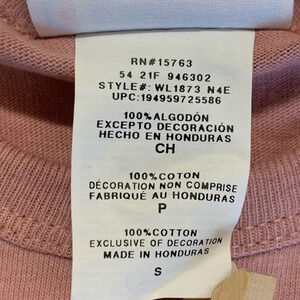 RN#15763
54 21F 946302
STYLE#: WL1873 N4E
UPC:194959725586
100%ALGODÓN
EXCEPTO DECORACIÓN
HECHO EN HONDURAS
CH
100%COTON
DÉCORATION NON COMPRISE
FABRIQUÉ AU HONDURAS
P
100%COTTON
EXCLUSIVE OF DECORATION
MADE IN HONDURAS
S